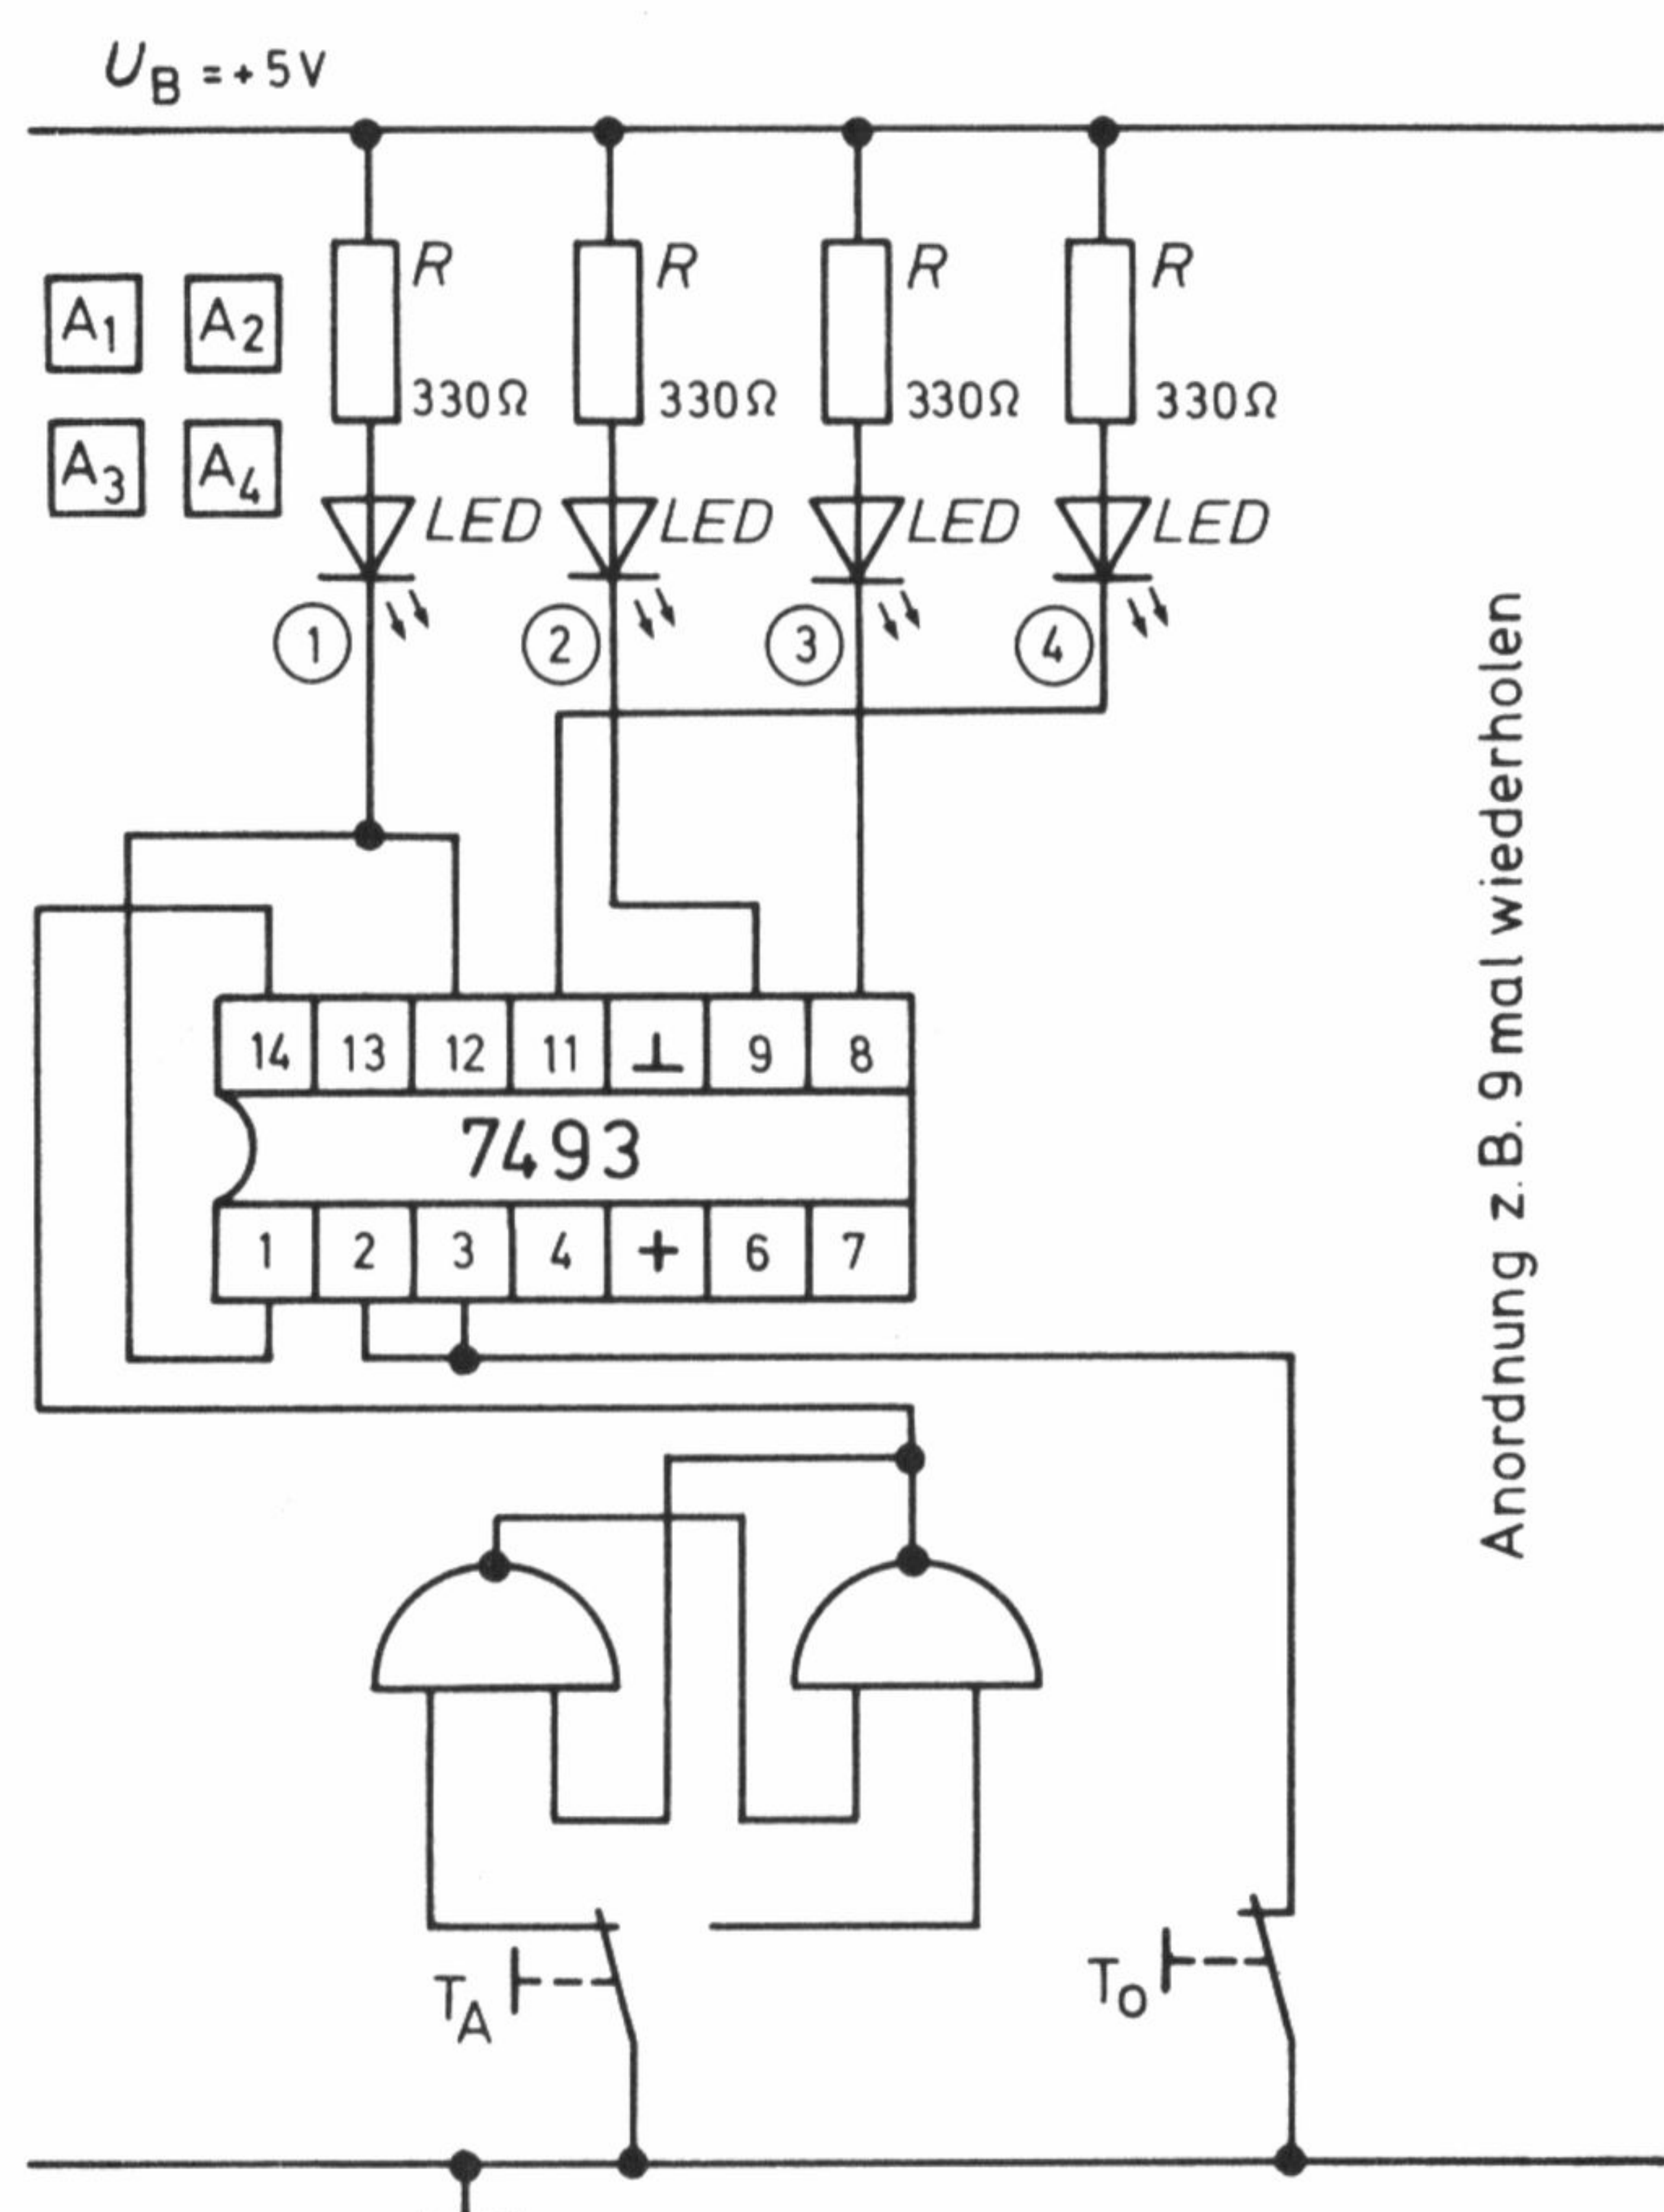 U_B = + 5 V
R R R R
A1 A2
330Ω 330Ω 330Ω 330Ω
A3 A4
LED LED LED LED
1 2 3 4
14 13 12 11 ⊥ 9 8
7493
1 2 3 4 + 6 7
T_A
T_0
Anordnung z.B. 9 mal wiederholen